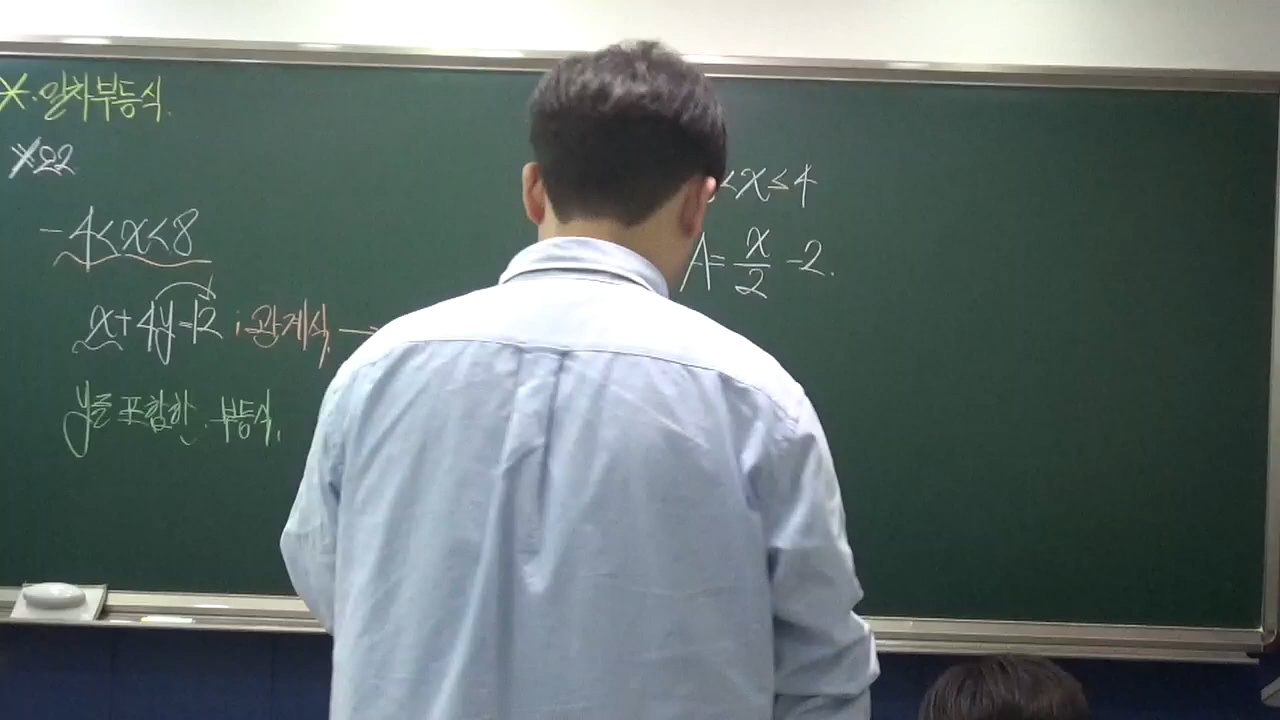 ※. 일차부등식.
※22
-4<x<8
x+4y=12 : 관계식. →
y를 포함한. 부등식.
<x≤4
A=x/2 -2.